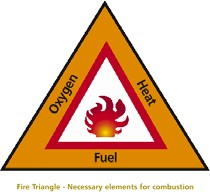 Oxygen
Heat
Fuel
Fire Triangle - Necessary elements for combustion